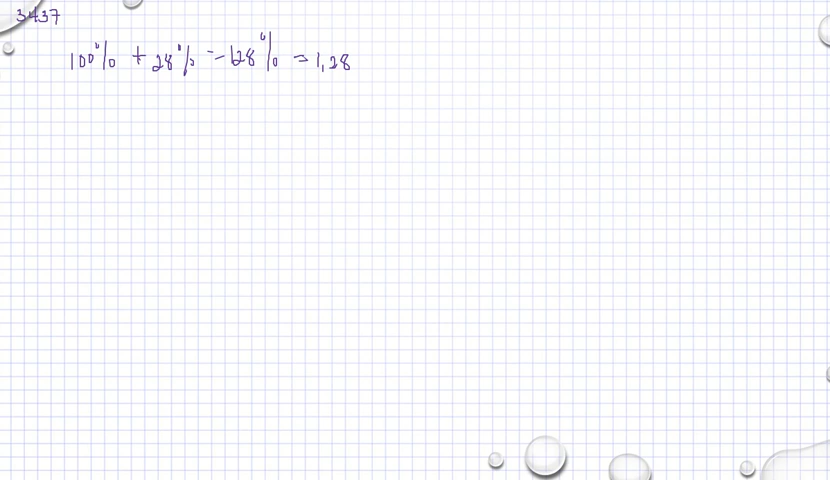 3437
100% + 28% = 128% = 1,28